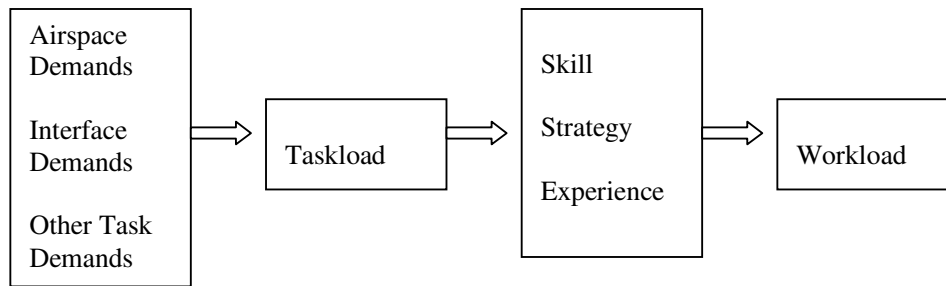 Airspace
Demands
Interface
Demands
Other Task
Demands
Taskload
Skill
Strategy
Experience
Workload